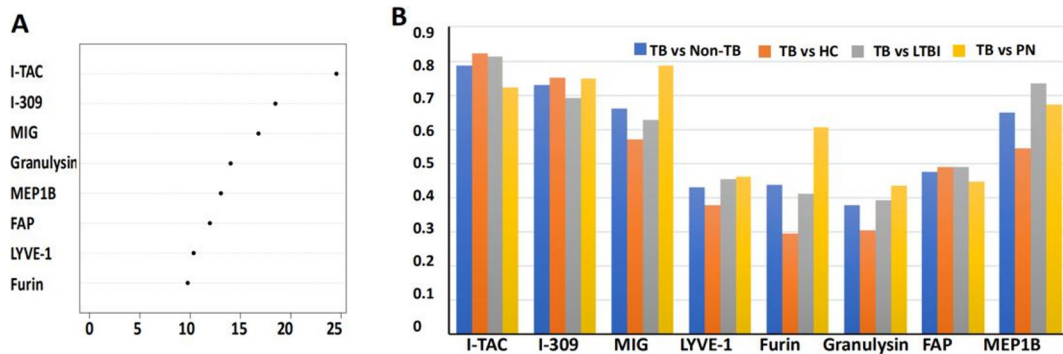 A
I-TAC
I-309
MIG
Granulysin
MEP1B
FAP
LYVE-1
Furin
0 5 10 15 20 25
B
0.9
0.8
0.7
0.6
0.5
0.4
0.3
0.2
0.1
0
TB vs Non-TB TB vs HC TB vs LTBI TB vs PN
I-TAC I-309 MIG LYVE-1 Furin Granulysin FAP MEP1B